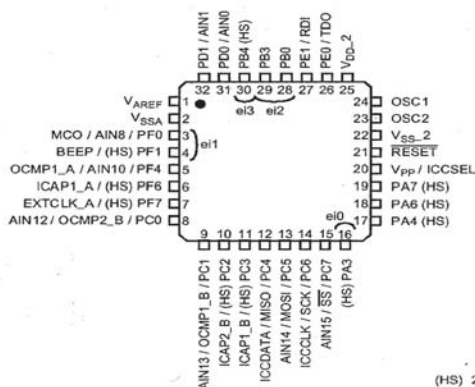 PD1 / AIN1
PD0 / AIN0
PB4 (HS)
PB3
PB0
PE1 / RDI
PE0 / TDO
VDD_2
32 31 30 29 28 27 26 25
ei3 ei2
VAREF 1
VSSA 2
MCO / AIN8 / PF0 3
BEEP / (HS) PF1 4
ei1
OCMP1_A / AIN10 / PF4 5
ICAP1_A / (HS) PF6 6
EXTCLK_A / (HS) PF7 7
AIN12 / OCMP2_B / PC0 8
24 OSC1
23 OSC2
22 VSS_2
21 RESET
20 VPP / ICCSEL
19 PA7 (HS)
18 PA6 (HS)
17 PA4 (HS)
ei0
9 10 11 12 13 14 15 16
AIN13 / OCMP1_B / PC1
ICAP2_B / (HS) PC2
ICAP1_B / (HS) PC3
ICCDATA / MISO / PC4
AIN14 / MOSI / PC5
ICCCLK / SCK / PC6
AIN15 / SS / PC7
(HS) PA3
(HS) 2